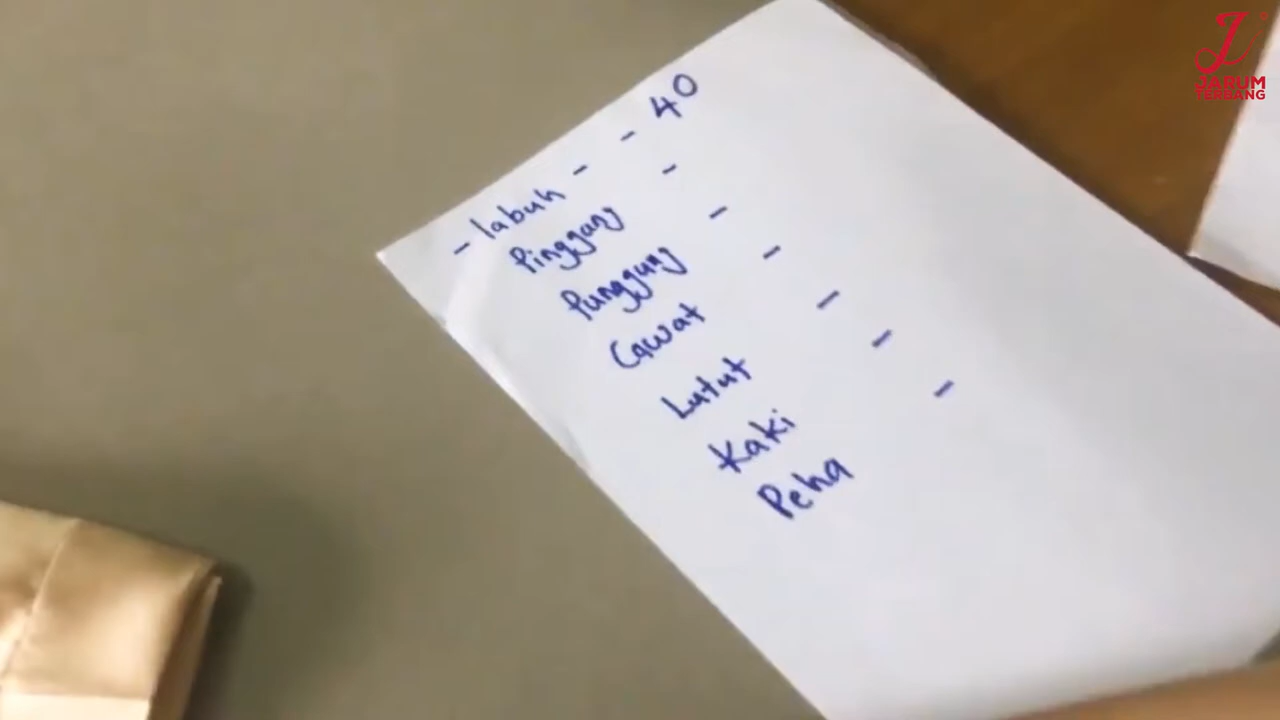 - labuh - - 40
Pinggang -
Punggung -
Cawat -
Lutut -
Kaki -
Peha -
JARUM
TERBANG